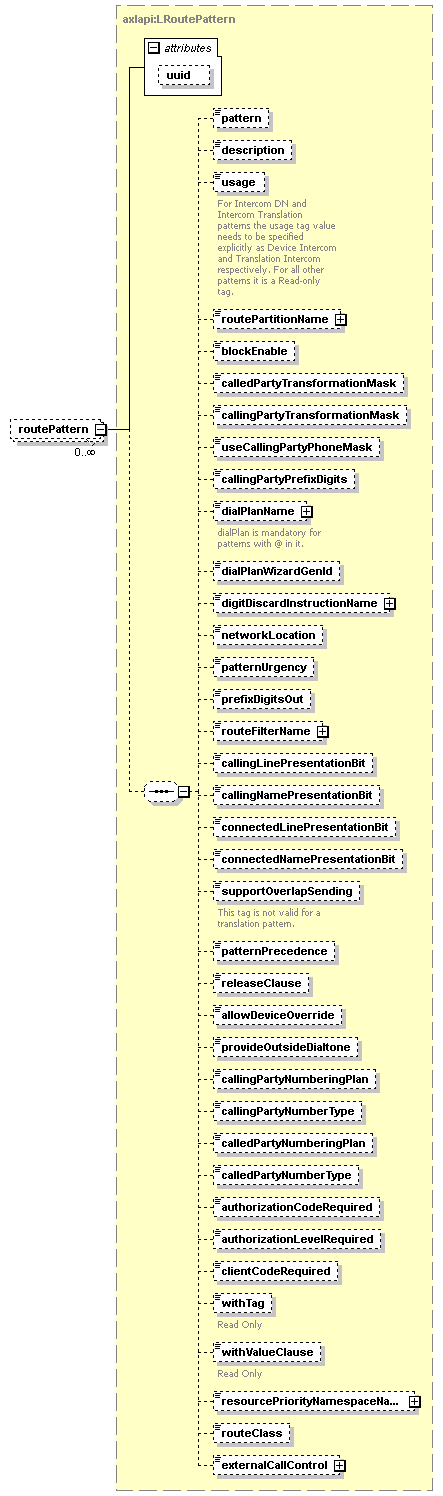 axlapi:LRoutePattern
attributes
uuid
pattern
description
usage
For Intercom DN and
Intercom Translation
patterns the usage tag value
needs to be specified
explicitly as Device Intercom
and Translation Intercom
respectively. For all other
patterns it is a Read-only
tag.
routePartitionName
blockEnable
calledPartyTransformationMask
callingPartyTransformationMask
routePattern
0..∞
useCallingPartyPhoneMask
callingPartyPrefixDigits
dialPlanName
dialPlan is mandatory for
patterns with @ in it.
dialPlanWizardGenId
digitDiscardInstructionName
networkLocation
patternUrgency
prefixDigitsOut
routeFilterName
callingLinePresentationBit
callingNamePresentationBit
connectedLinePresentationBit
connectedNamePresentationBit
supportOverlapSending
This tag is not valid for a
translation pattern.
patternPrecedence
releaseClause
allowDeviceOverride
provideOutsideDialtone
callingPartyNumberingPlan
callingPartyNumberType
calledPartyNumberingPlan
calledPartyNumberType
authorizationCodeRequired
authorizationLevelRequired
clientCodeRequired
withTag
Read Only
withValueClause
Read Only
resourcePriorityNamespaceNa...
routeClass
externalCallControl